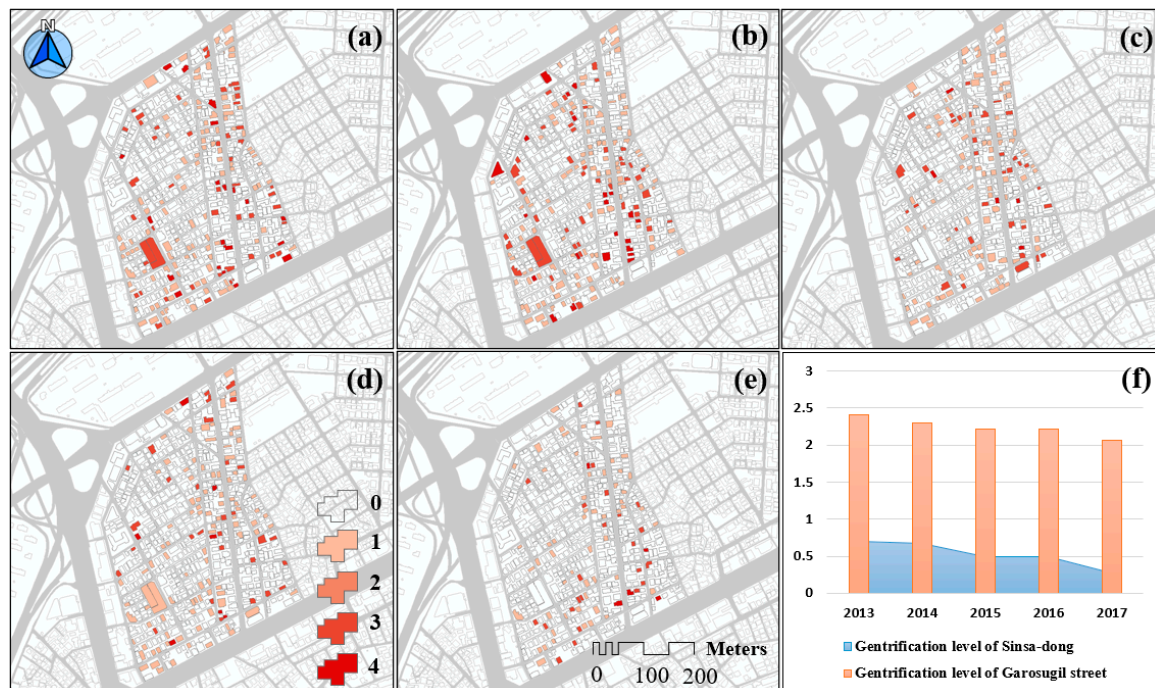 N
(a)
(b)
(c)
(d)
0
1
2
3
4
(e)
Meters
0 100 200
(f)
3
2.5
2
1.5
1
0.5
0
2013 2014 2015 2016 2017
Gentrification level of Sinsa-dong
Gentrification level of Garosugil street